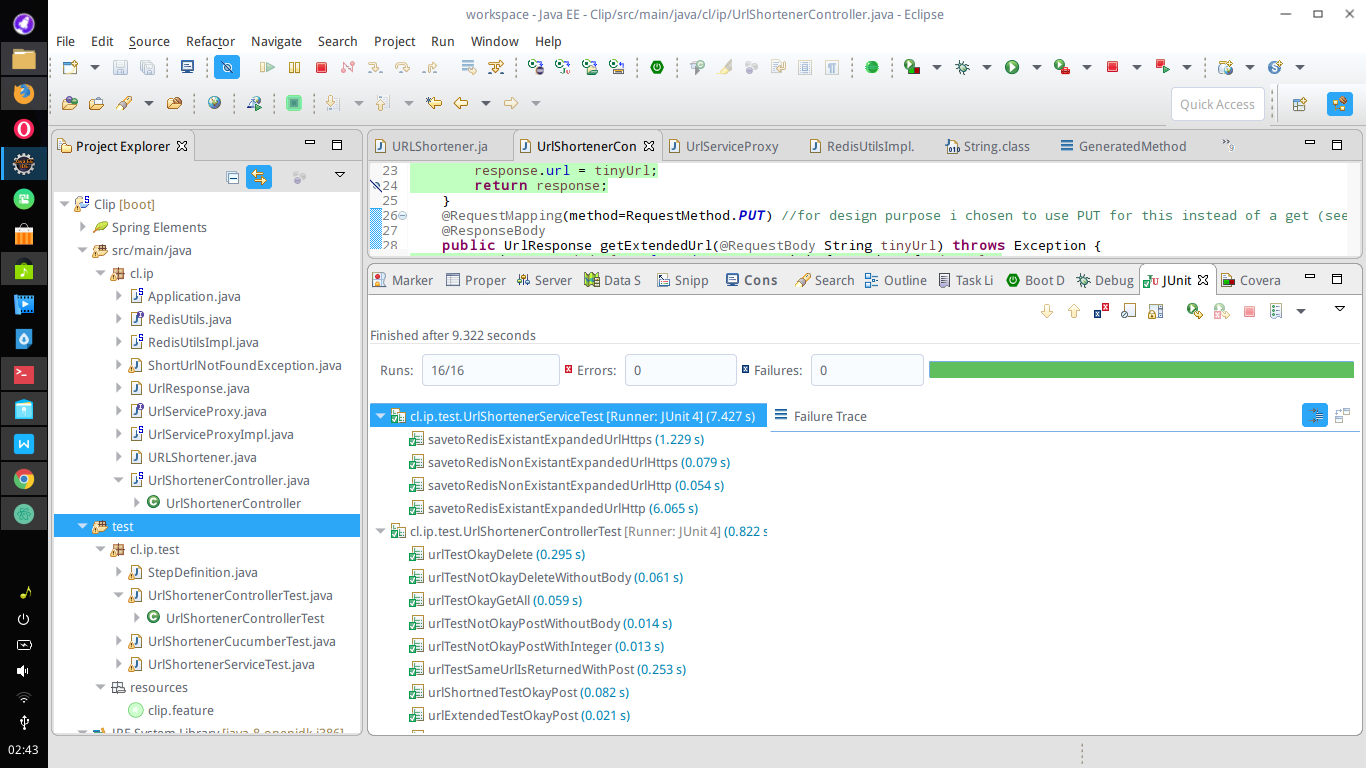 workspace - Java EE - Clip/src/main/java/cl/ip/UrlShortenerController.java - Eclipse
File Edit Source Refactor Navigate Search Project Run Window Help
Quick Access
Project Explorer
Clip [boot]
Spring Elements
src/main/java
cl.ip
Application.java
RedisUtils.java
RedisUtilsImpl.java
ShortUrlNotFoundException.java
UrlResponse.java
UrlServiceProxy.java
UrlServiceProxyImpl.java
URLShortener.java
UrlShortenerController.java
UrlShortenerController
test
cl.ip.test
StepDefinition.java
UrlShortenerControllerTest.java
UrlShortenerControllerTest
UrlShortenerCucumberTest.java
UrlShortenerServiceTest.java
resources
clip.feature
JRE System Library [java-8-openjdk-i386]
URLShortener.ja UrlShortenerCon UrlServiceProxy RedisUtilsImpl. String.class GeneratedMethod »9
23 response.url = tinyUrl;
24 return response;
25 }
26 @RequestMapping(method=RequestMethod.PUT) //for design purpose i chosen to use PUT for this instead of a get (see
27 @ResponseBody
28 public UrlResponse getExtendedUrl(@RequestBody String tinyUrl) throws Exception {
Marker Proper Server Data S Snipp Cons Search Outline Task Li Boot D Debug JUnit Covera
Finished after 9.322 seconds
Runs: 16/16 Errors: 0 Failures: 0
cl.ip.test.UrlShortenerServiceTest [Runner: JUnit 4] (7.427 s)
savetoRedisExistantExpandedUrlHttps (1.229 s)
savetoRedisNonExistantExpandedUrlHttps (0.079 s)
savetoRedisNonExistantExpandedUrlHttp (0.054 s)
savetoRedisExistantExpandedUrlHttp (6.065 s)
cl.ip.test.UrlShortenerControllerTest [Runner: JUnit 4] (0.822 s
urlTestOkayDelete (0.295 s)
urlTestNotOkayDeleteWithoutBody (0.061 s)
urlTestOkayGetAll (0.059 s)
urlTestNotOkayPostWithoutBody (0.014 s)
urlTestNotOkayPostWithInteger (0.013 s)
urlTestSameUrlIsReturnedWithPost (0.253 s)
urlShortnedTestOkayPost (0.082 s)
urlExtendedTestOkayPost (0.021 s)
Failure Trace
02:43